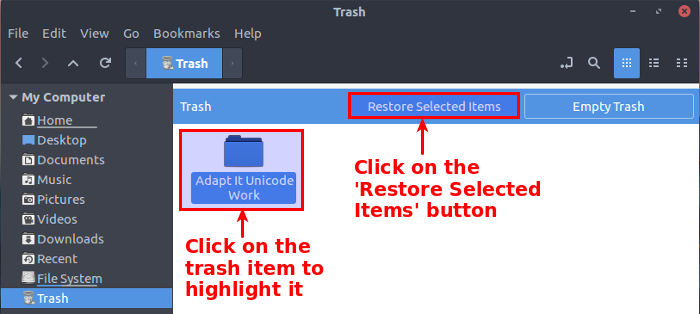 Trash
File Edit View Go Bookmarks Help
Trash
My Computer
Home
Desktop
Documents
Music
Pictures
Videos
Downloads
Recent
File System
Trash
Trash
Restore Selected Items
Empty Trash
Adapt It Unicode
Work
Click on the
'Restore Selected
Items' button
Click on the
trash item to
highlight it